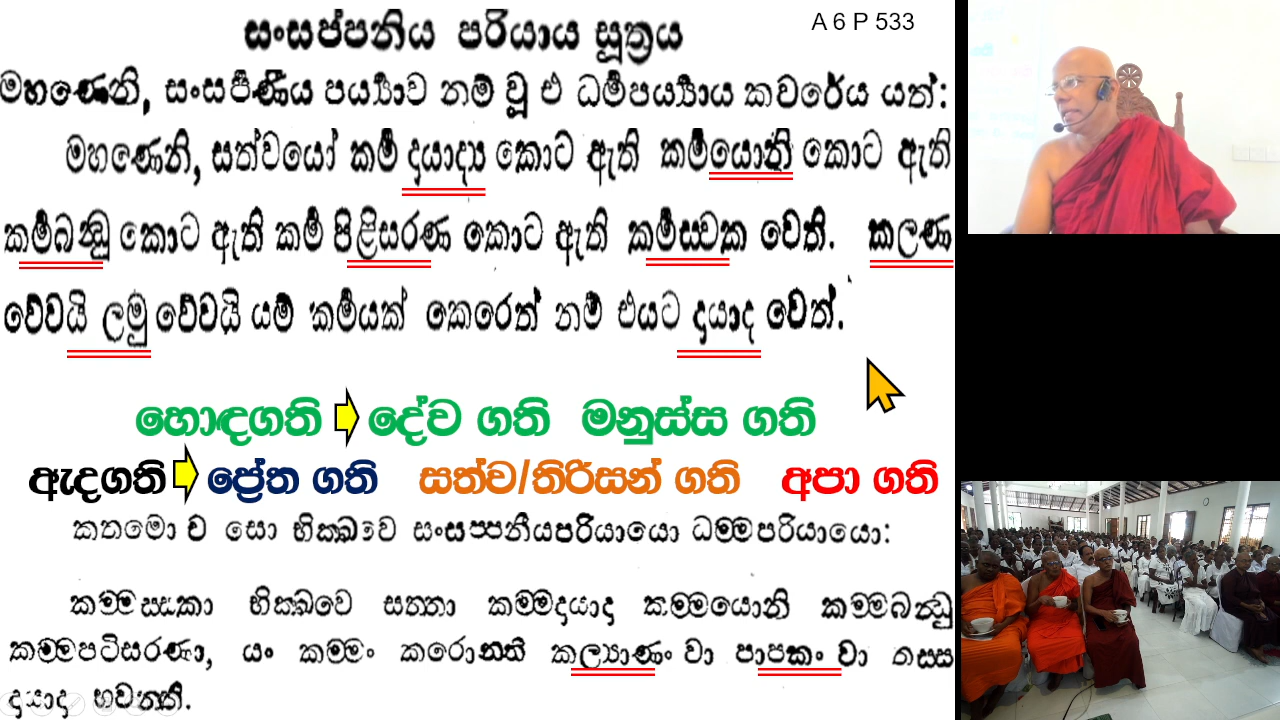 සංසප්පනිය පරියාය සූත්‍රය
A 6 P 533
මහණෙනි, සංසර්පණීය පර්‍ය්‍යාව නම් වූ ඒ ධර්‍මපර්‍ය්‍යාය කවරේය යත්:
මහණෙනි, සත්වයෝ කර්‍ම දායාද්‍ය කොට ඇති කර්‍මයොනි කොට ඇති
කර්‍මබන්ධු කොට ඇති කර්‍ම පිළිසරණ කොට ඇති කර්‍මස්වක වෙති. කලණ
වේවයි ලාමු වේවයි යම් කර්‍මයක් කෙරෙත් නම් එයට දායාද වෙත්.
හොඳගති දේව ගති මනුස්ස ගති
ඇදගති ප්‍රේත ගති සත්ව/තිරිසන් ගති අපා ගති
කතමො ච සො භික්ඛවෙ සංසප්පනීයපරියායො ධම්මපරියායො:
කම්මස්සකා භික්ඛවෙ සත්තා කම්මදායාදා කම්මයොනි කම්මබන්ධු
කම්මපටිසරණා, යං කම්මං කරොන්ති කල්‍යාණං වා පාපකං වා තස්ස
දායාදා භවන්ති.